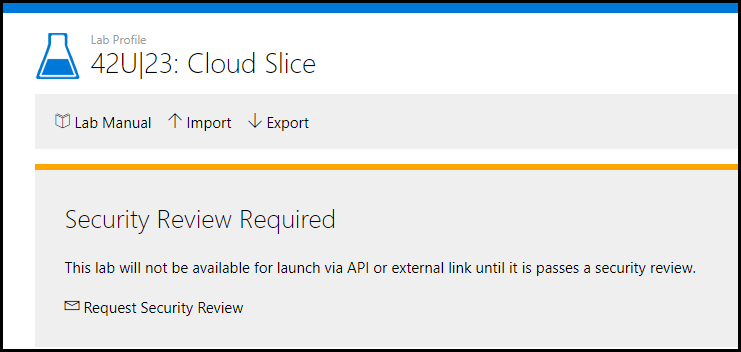 Lab Profile
42U|23: Cloud Slice
Lab Manual Import Export
Security Review Required
This lab will not be available for launch via API or external link until it is passes a security review.
Request Security Review